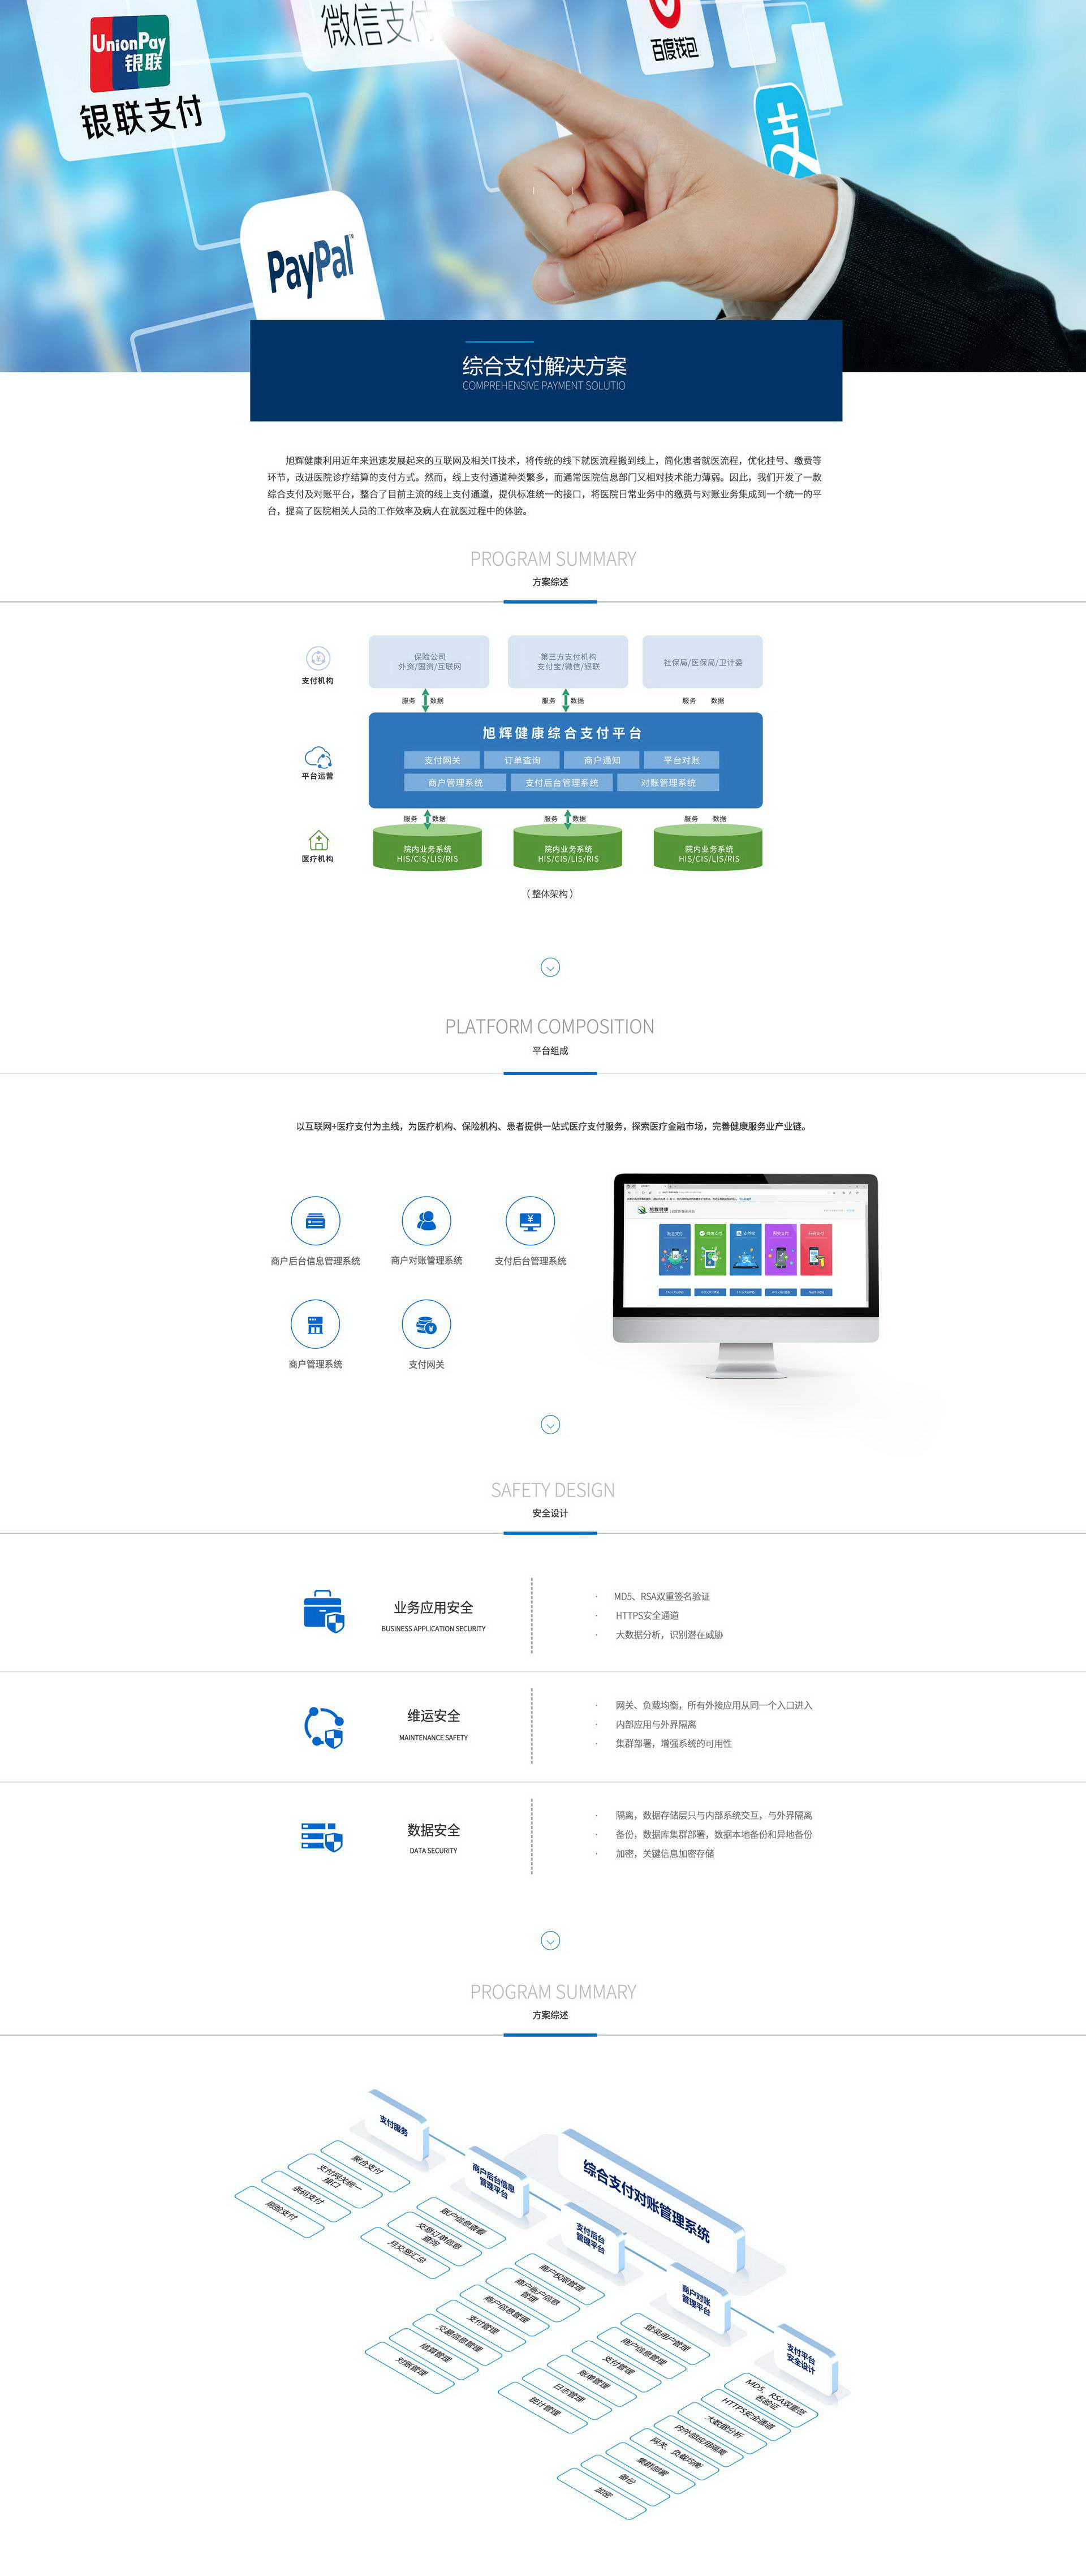 UnionPay
银联
银联支付
微信支付
百度钱包
支
PayPal
综合支付解决方案
COMPREHENSIVE PAYMENT SOLUTIO
旭辉健康利用近年来迅速发展起来的互联网及相关IT技术，将传统的线下就医流程搬到线上，简化患者就医流程，优化挂号、缴费等
环节，改进医院诊疗结算的支付方式。然而，线上支付通道种类繁多，而通常医院信息部门又相对技术能力薄弱。因此，我们开发了一款
综合支付及对账平台，整合了目前主流的线上支付通道，提供标准统一的接口，将医院日常业务中的缴费与对账业务集成到一个统一的平
台，提高了医院相关人员的工作效率及病人在就医过程中的体验。
PROGRAM SUMMARY
方案综述
支付机构
保险公司
外资/国资/互联网
第三方支付机构
支付宝/微信/银联
社保局/医保局/卫计委
服务 数据
服务 数据
服务 数据
平台运营
旭辉健康综合支付平台
支付网关 订单查询 商户通知 平台对账
商户管理系统 支付后台管理系统 对账管理系统
服务 数据
服务 数据
服务 数据
医疗机构
院内业务系统
HIS/CIS/LIS/RIS
院内业务系统
HIS/CIS/LIS/RIS
院内业务系统
HIS/CIS/LIS/RIS
（整体架构）
PLATFORM COMPOSITION
平台组成
以互联网+医疗支付为主线，为医疗机构、保险机构、患者提供一站式医疗支付服务，探索医疗金融市场，完善健康服务业产业链。
商户后台信息管理系统
商户对账管理系统
支付后台管理系统
商户管理系统
支付网关
旭辉健康
SAFETY DESIGN
安全设计
业务应用安全
BUSINESS APPLICATION SECURITY
· MD5、RSA双重签名验证
· HTTPS安全通道
· 大数据分析，识别潜在威胁
维运安全
MAINTENANCE SAFETY
· 网关、负载均衡，所有外接应用从同一个入口进入
· 内部应用与外界隔离
· 集群部署，增强系统的可用性
数据安全
DATA SECURITY
· 隔离，数据存储层只与内部系统交互，与外界隔离
· 备份，数据库集群部署，数据本地备份和异地备份
· 加密，关键信息加密存储
PROGRAM SUMMARY
方案综述
综合支付对账管理系统
支付服务
聚合支付
支付网关统一
接口
条码支付
刷脸支付
商户后台信息
管理平台
账户信息查看
交易订单信息
查询
月交易汇总
支付后台
管理平台
商户权限管理
商户账户信息
管理
商户信息管理
支付管理
交易信息管理
结算管理
对账管理
商户对账
管理平台
登录用户管理
商户信息管理
支付管理
账单管理
日志管理
统计管理
支付平台
安全设计
MD5、RSA双重签
名验证
HTTPS安全通道
大数据分析
内外部应用隔离
网关、负载均衡
集群部署
备份
加密